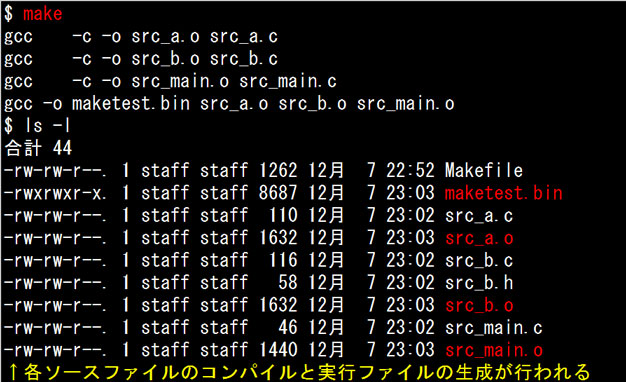 $ make
gcc    -c -o src_a.o src_a.c
gcc    -c -o src_b.o src_b.c
gcc    -c -o src_main.o src_main.c
gcc -o maketest.bin src_a.o src_b.o src_main.o
$ ls -l
合計 44
-rw-rw-r--. 1 staff staff 1262 12月  7 22:52 Makefile
-rwxrwxr-x. 1 staff staff 8687 12月  7 23:03 maketest.bin
-rw-rw-r--. 1 staff staff  110 12月  7 23:02 src_a.c
-rw-rw-r--. 1 staff staff 1632 12月  7 23:03 src_a.o
-rw-rw-r--. 1 staff staff  116 12月  7 23:02 src_b.c
-rw-rw-r--. 1 staff staff   58 12月  7 23:02 src_b.h
-rw-rw-r--. 1 staff staff 1632 12月  7 23:03 src_b.o
-rw-rw-r--. 1 staff staff   46 12月  7 23:02 src_main.c
-rw-rw-r--. 1 staff staff 1440 12月  7 23:03 src_main.o
↑各ソースファイルのコンパイルと実行ファイルの生成が行われる